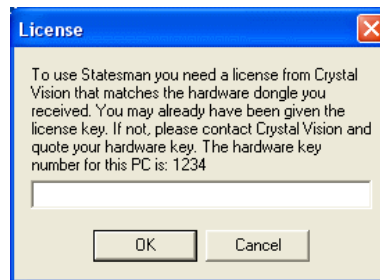 License
To use Statesman you need a license from Crystal
Vision that matches the hardware dongle you
received. You may already have been given the
license key. If not, please contact Crystal Vision and
quote your hardware key. The hardware key
number for this PC is: 1234
OK Cancel